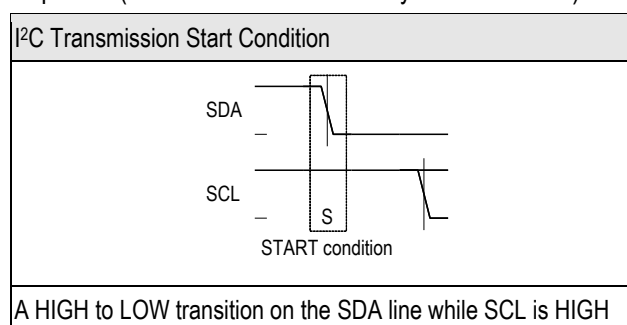 I²C Transmission Start Condition
SDA
SCL
S
START condition
A HIGH to LOW transition on the SDA line while SCL is HIGH